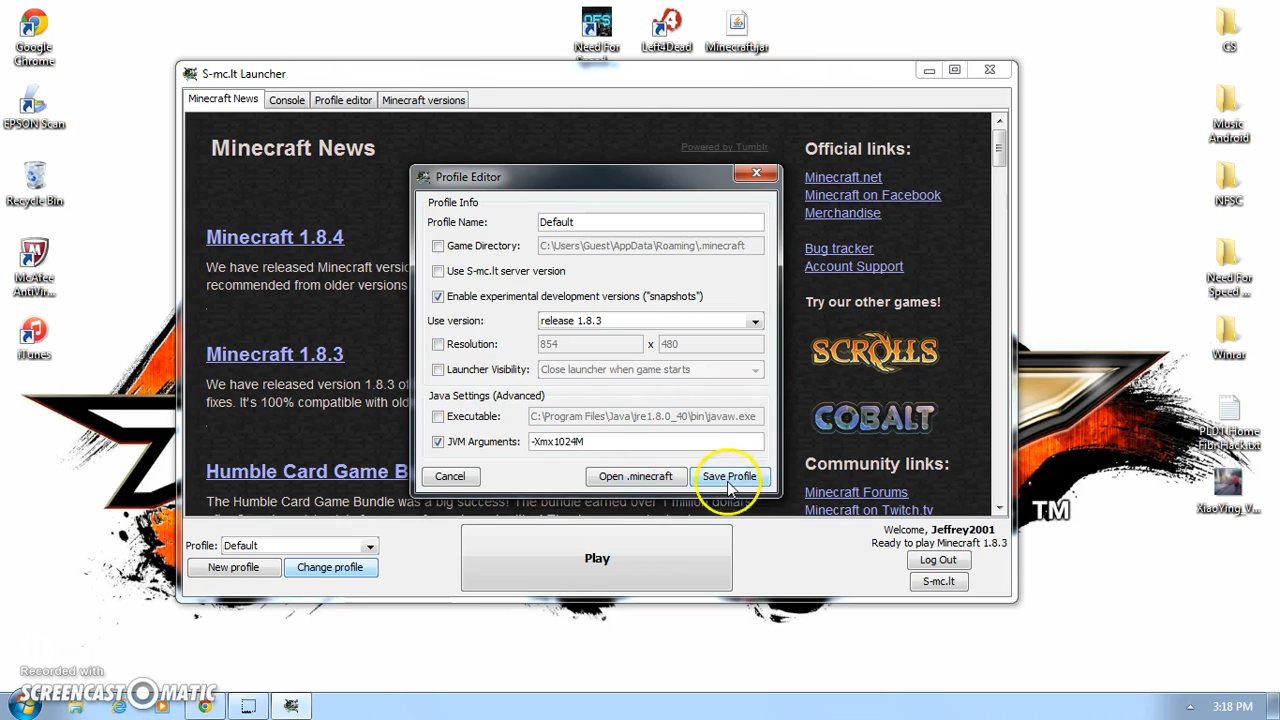 Google
Chrome
EPSON Scan
Recycle Bin
McAfee
AntiVir...
iTunes
NFS
Need For
Left4Dead
Minecraft.jar
CS
Music
Android
NFSC
Need For
Speed ...
Winrar
PLDT Home
XiaoYing_V...
TM
S-mc.lt Launcher
Minecraft News
Console
Profile editor
Minecraft versions
Minecraft News
Powered by Tumblr
Minecraft 1.8.4
We have released Minecraft versic
recommended from older versions
Minecraft 1.8.3
We have released version 1.8.3 of
fixes. It's 100% compatible with old
Humble Card Game B
The Humble Card Game Bundle was a big success! The bundle earned over 1 million dollars
Official links:
Minecraft.net
Minecraft on Facebook
Merchandise
Bug tracker
Account Support
Try our other games!
SCROLLS
COBALT
Community links:
Minecraft Forums
Minecraft on Twitch.tv
Profile Editor
Profile Info
Profile Name: Default
Game Directory: C:\Users\Guest\AppData\Roaming\.minecraft
Use S-mc.lt server version
Enable experimental development versions ("snapshots")
Use version: release 1.8.3
Resolution: 854 x 480
Launcher Visibility: Close launcher when game starts
Java Settings (Advanced)
Executable: C:\Program Files\Java\jre1.8.0_40\bin\javaw.exe
JVM Arguments: -Xmx1024M
Cancel
Open .minecraft
Save Profile
Profile: Default
New profile
Change profile
Play
Welcome, Jeffrey2001
Ready to play Minecraft 1.8.3
Log Out
S-mc.lt
Recorded with
SCREENCAST-O-MATIC
3:18 PM